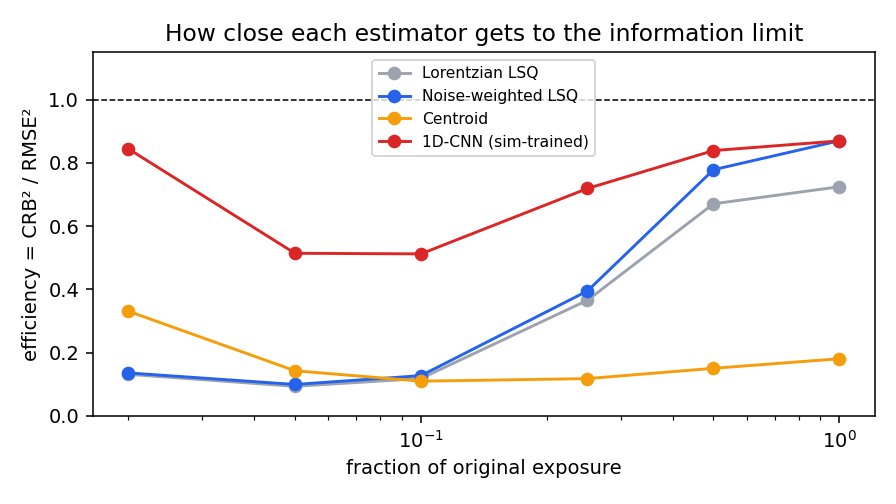 How close each estimator gets to the information limit
efficiency = CRB² / RMSE²
1.0
0.8
0.6
0.4
0.2
0.0
Lorentzian LSQ
Noise-weighted LSQ
Centroid
1D-CNN (sim-trained)
10⁻¹
10⁰
fraction of original exposure